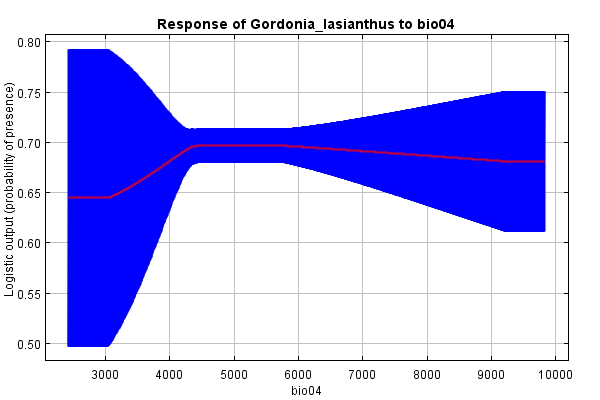 Response of Gordonia_lasianthus to bio04
Logistic output (probability of presence)
0.80
0.75
0.70
0.65
0.60
0.55
0.50
3000 4000 5000 6000 7000 8000 9000 10000
bio04